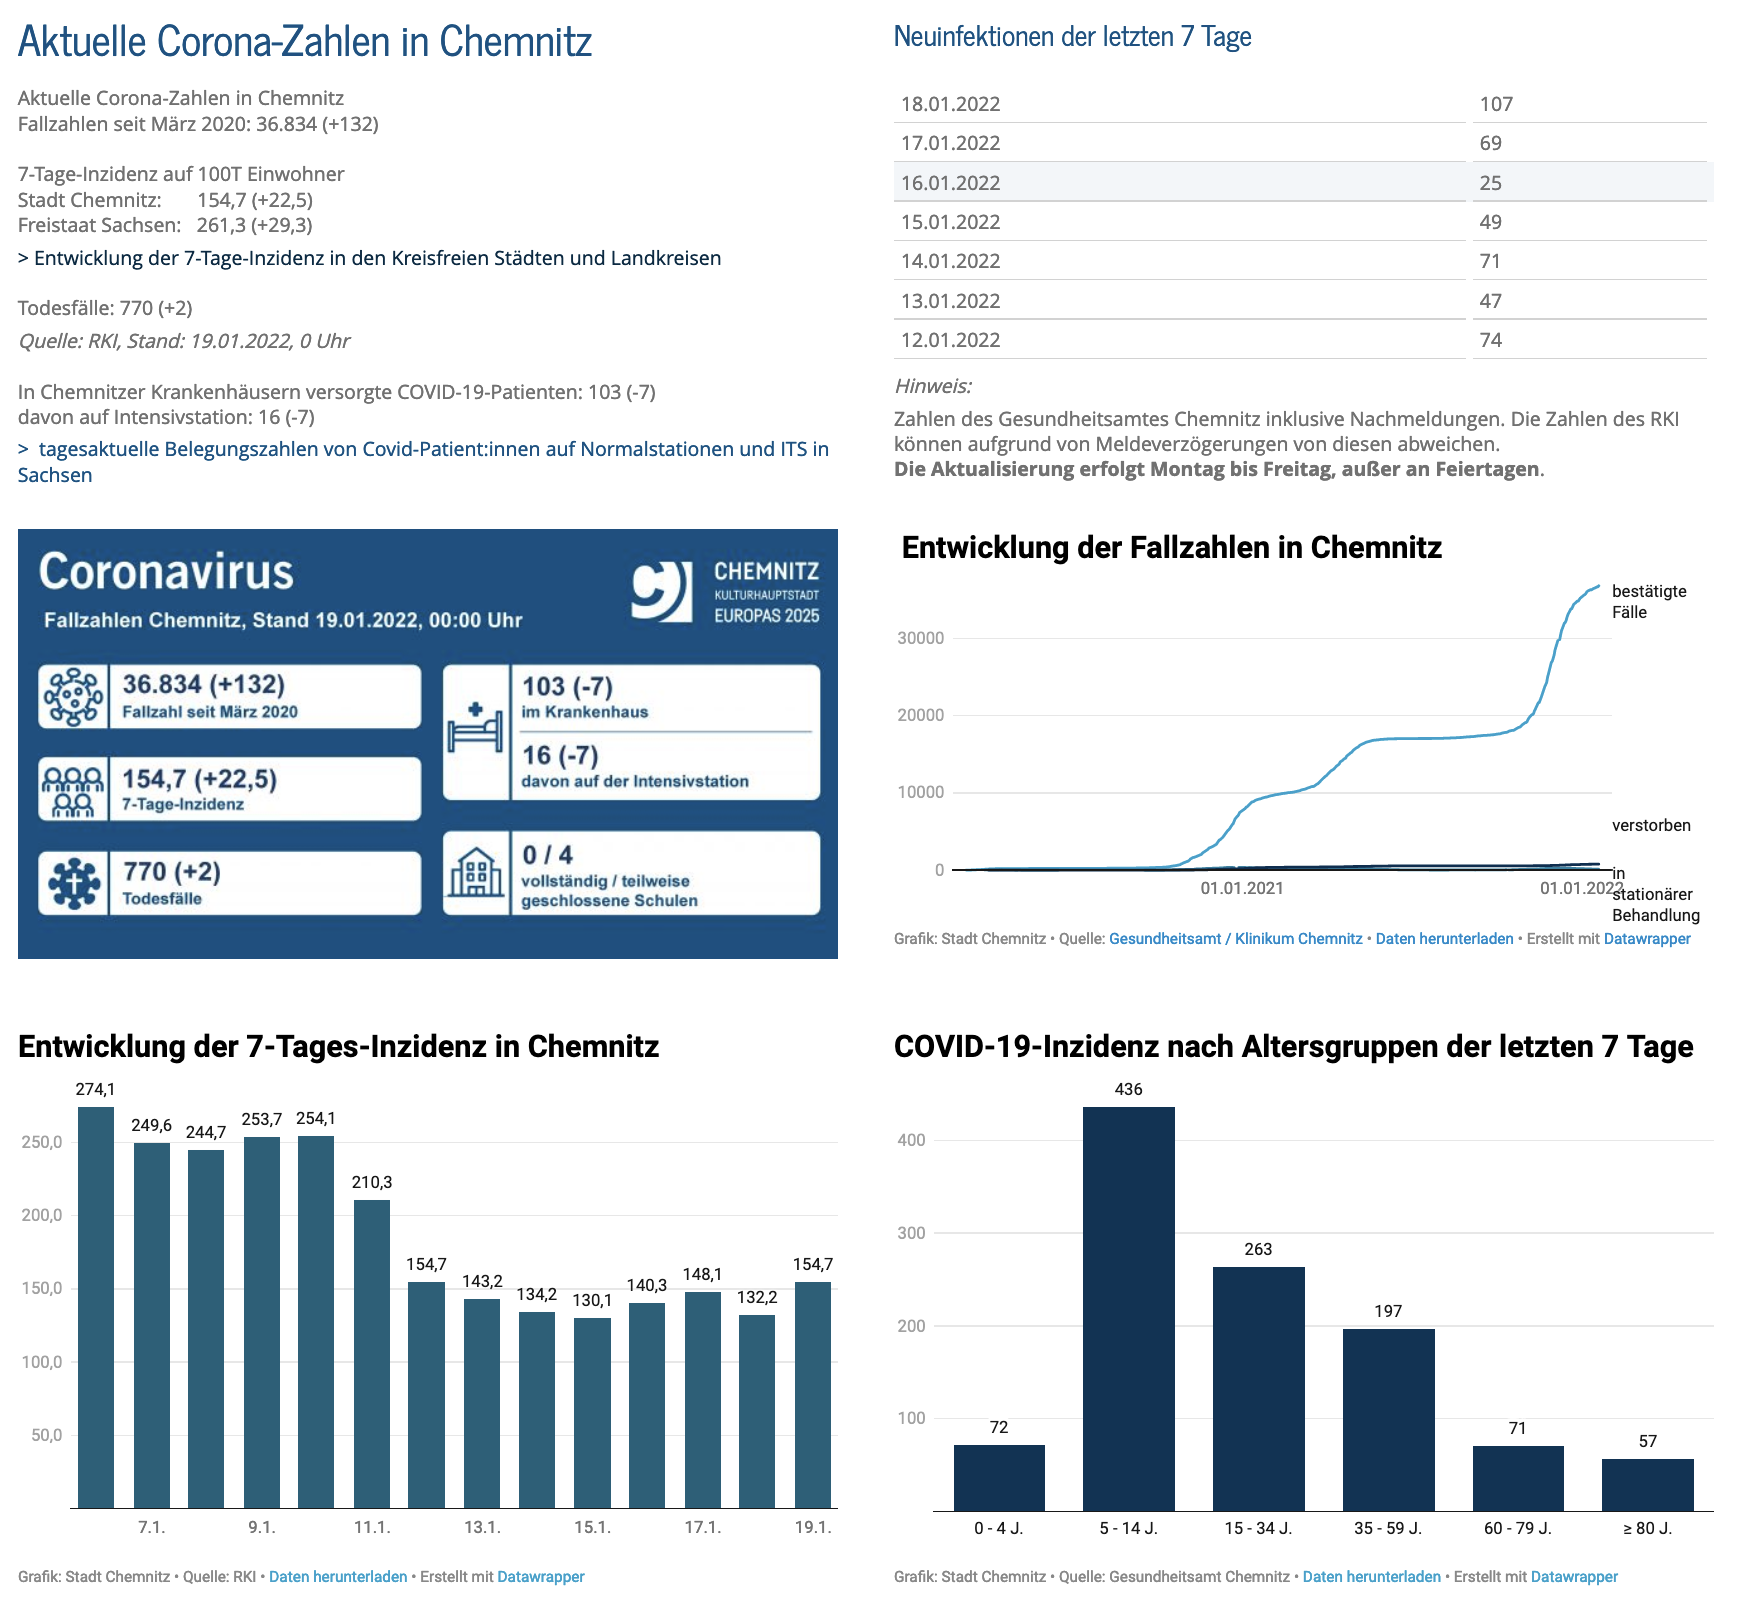 Aktuelle Corona-Zahlen in Chemnitz
Aktuelle Corona-Zahlen in Chemnitz
Fallzahlen seit März 2020: 36.834 (+132)
7-Tage-Inzidenz auf 100T Einwohner
Stadt Chemnitz: 154,7 (+22,5)
Freistaat Sachsen: 261,3 (+29,3)
> Entwicklung der 7-Tage-Inzidenz in den Kreisfreien Städten und Landkreisen
Todesfälle: 770 (+2)
Quelle: RKI, Stand: 19.01.2022, 0 Uhr
In Chemnitzer Krankenhäusern versorgte COVID-19-Patienten: 103 (-7)
davon auf Intensivstation: 16 (-7)
> tagesaktuelle Belegungszahlen von Covid-Patient:innen auf Normalstationen und ITS in
Sachsen
Neuinfektionen der letzten 7 Tage
18.01.2022 107
17.01.2022 69
16.01.2022 25
15.01.2022 49
14.01.2022 71
13.01.2022 47
12.01.2022 74
Hinweis:
Zahlen des Gesundheitsamtes Chemnitz inklusive Nachmeldungen. Die Zahlen des RKI
können aufgrund von Meldeverzögerungen von diesen abweichen.
Die Aktualisierung erfolgt Montag bis Freitag, außer an Feiertagen.
Coronavirus
Fallzahlen Chemnitz, Stand 19.01.2022, 00:00 Uhr
CHEMNITZ
KULTURHAUPTSTADT
EUROPAS 2025
36.834 (+132)
Fallzahl seit März 2020
154,7 (+22,5)
7-Tage-Inzidenz
770 (+2)
Todesfälle
103 (-7)
im Krankenhaus
16 (-7)
davon auf der Intensivstation
0 / 4
vollständig / teilweise
geschlossene Schulen
Entwicklung der Fallzahlen in Chemnitz
bestätigte
Fälle
30000
20000
10000
verstorben
0
in
stationärer
Behandlung
01.01.2021 01.01.2022
Grafik: Stadt Chemnitz • Quelle: Gesundheitsamt / Klinikum Chemnitz • Daten herunterladen • Erstellt mit Datawrapper
Entwicklung der 7-Tages-Inzidenz in Chemnitz
274,1 249,6 244,7 253,7 254,1 210,3 154,7 143,2 134,2 130,1 140,3 148,1 132,2 154,7
250,0
200,0
150,0
100,0
50,0
7.1. 9.1. 11.1. 13.1. 15.1. 17.1. 19.1.
Grafik: Stadt Chemnitz • Quelle: RKI • Daten herunterladen • Erstellt mit Datawrapper
COVID-19-Inzidenz nach Altersgruppen der letzten 7 Tage
436
400
300
263
200
197
100
72 71 57
0 - 4 J. 5 - 14 J. 15 - 34 J. 35 - 59 J. 60 - 79 J. ≥ 80 J.
Grafik: Stadt Chemnitz • Quelle: Gesundheitsamt Chemnitz • Daten herunterladen • Erstellt mit Datawrapper